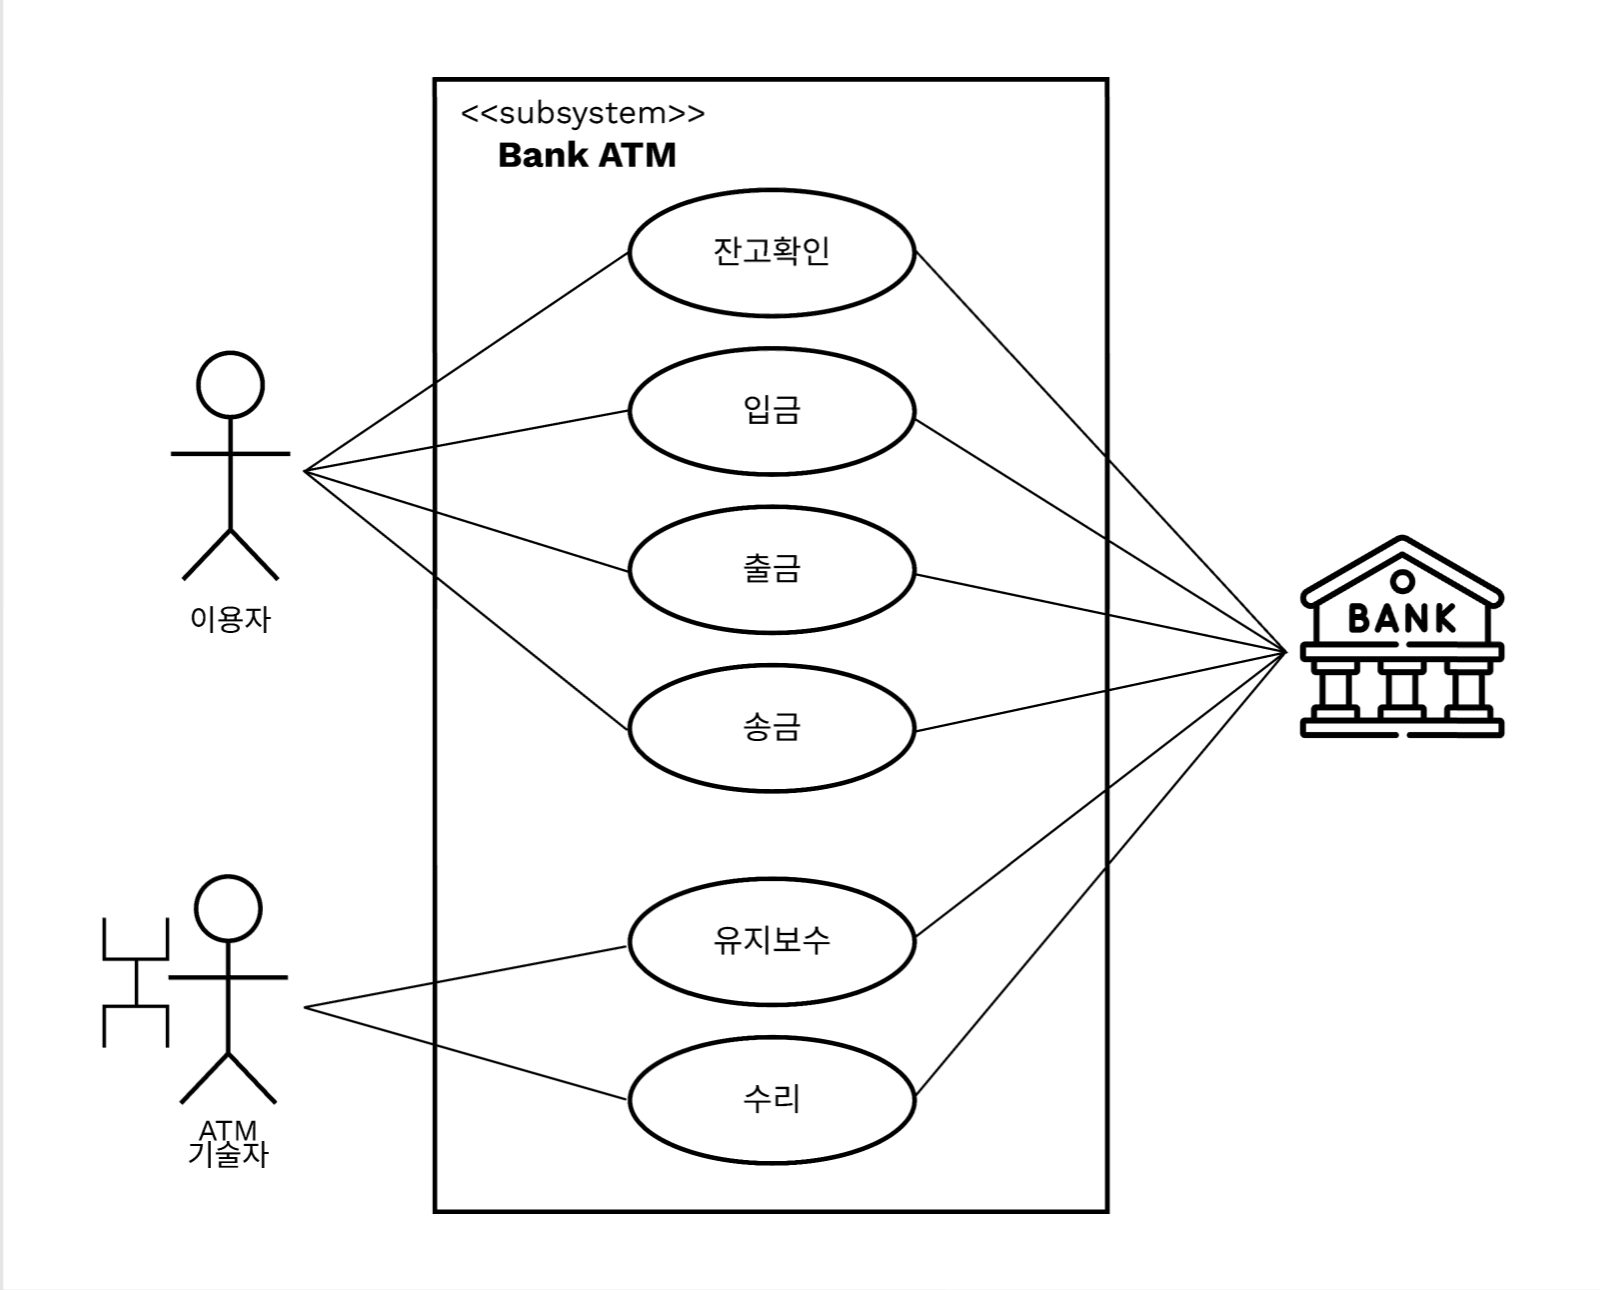 <<subsystem>>
Bank ATM
잔고확인
입금
출금
송금
유지보수
수리
이용자
ATM
기술자
BANK